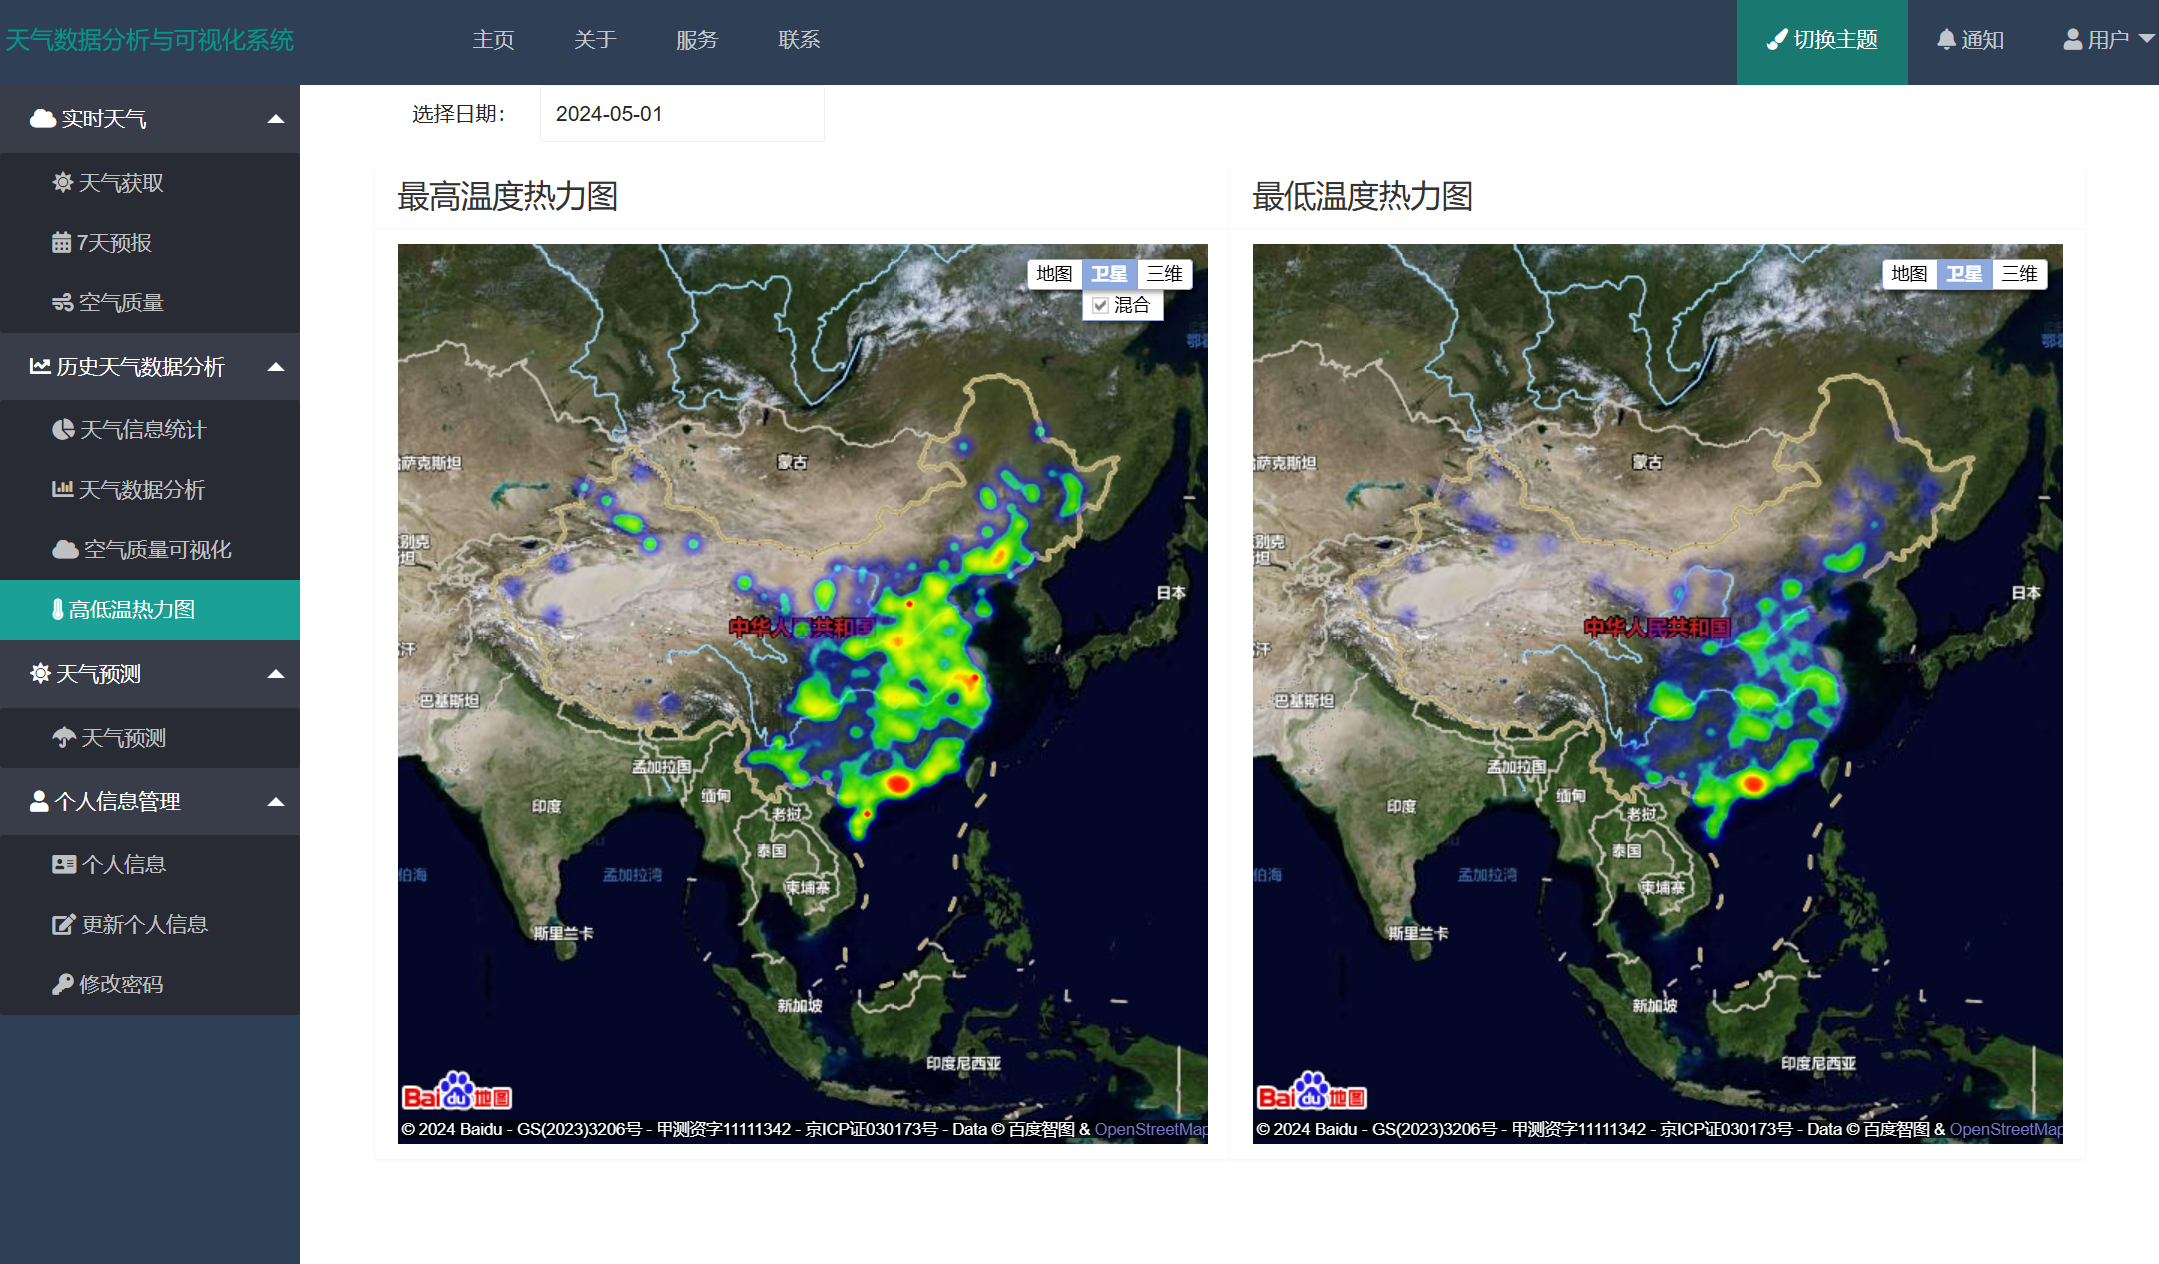 天气数据分析与可视化系统
主页 关于 服务 联系
切换主题 通知 用户
实时天气
天气获取
7天预报
空气质量
历史天气数据分析
天气信息统计
天气数据分析
空气质量可视化
高低温热力图
天气预测
天气预测
个人信息管理
个人信息
更新个人信息
修改密码
选择日期： 2024-05-01
最高温度热力图
地图 卫星 三维
混合
萨克斯坦
蒙古
别克
坦
日本
中华人民共和国
汗
巴基斯坦
孟加拉国
缅甸
印度
老挝
泰国
伯海
孟加拉湾
柬埔寨
斯里兰卡
新加坡
印度尼西亚
Bai du 地图
© 2024 Baidu - GS(2023)3206号 - 甲测资字11111342 - 京ICP证030173号 - Data © 百度智图 & OpenStreetMap
最低温度热力图
地图 卫星 三维
萨克斯坦
蒙古
别克
坦
日本
中华人民共和国
汗
巴基斯坦
孟加拉国
缅甸
印度
老挝
泰国
伯海
孟加拉湾
柬埔寨
斯里兰卡
新加坡
印度尼西亚
Bai du 地图
© 2024 Baidu - GS(2023)3206号 - 甲测资字11111342 - 京ICP证030173号 - Data © 百度智图 & OpenStreetMap